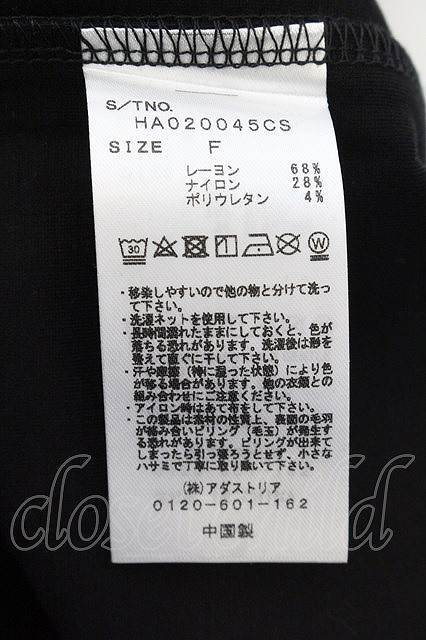 S/TNO.
HA020045CS
SIZE F
レーヨン 68%
ナイロン 28%
ポリウレタン 4%
30
W
・移染しやすいので他の物と分けて洗っ
て下さい。
・洗濯ネットを使用して下さい。
・長時間濡れたままにしておくと、色が
落ちる恐れがあります。洗濯後は形を
整えて直ぐに干して下さい。
・汗や摩擦(特に湿った状態)により色
が移る場合があります。他の衣類との
組み合わせにご注意ください。
・アイロン時はあて布をして下さい。
・この製品は素材の性質上、裏面の毛羽
が絡み合いピリング(毛玉)が発生す
る恐れがあります。ピリングが出来て
しまったら引っ張ろうとせず、小さな
ハサミで丁寧に取り除いて下さい。
(株)アダストリア
0120-601-162
中国製